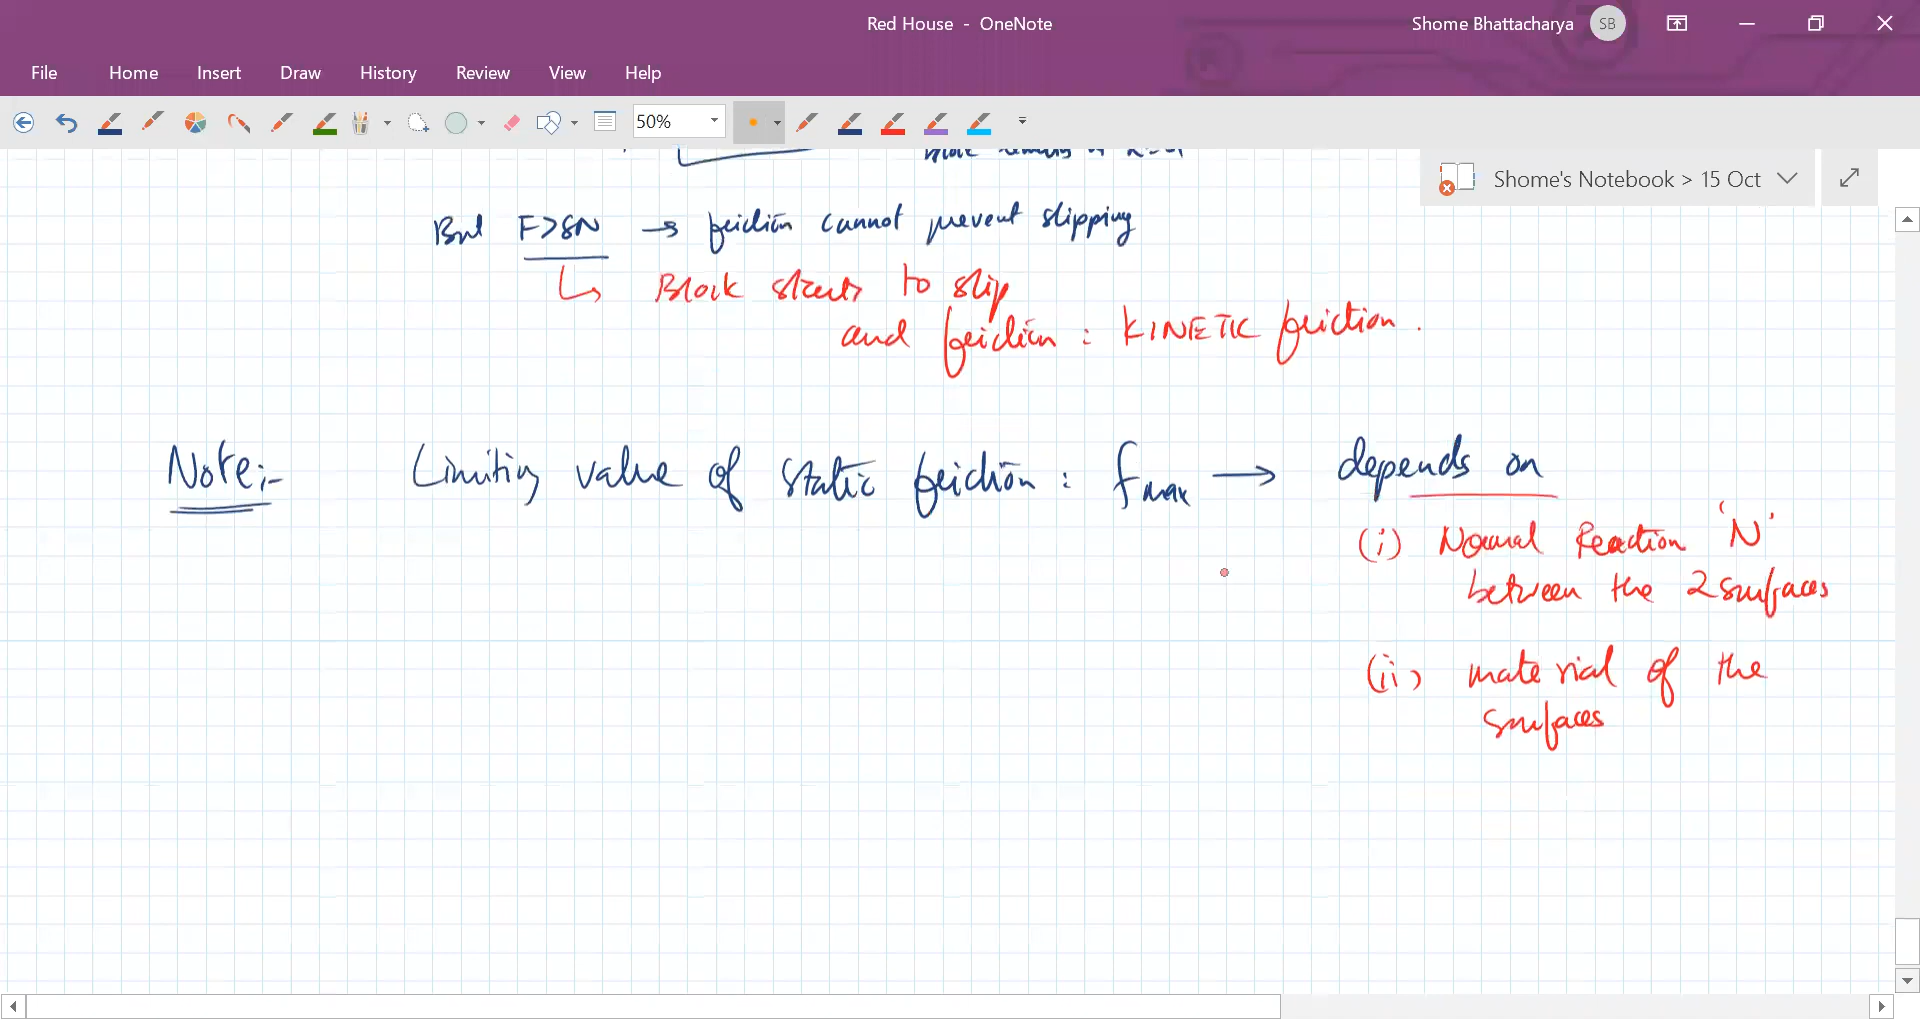 Red House - OneNote
Shome Bhattacharya SB
File Home Insert Draw History Review View Help
50%
Shome's Notebook > 15 Oct
But F>8N → friction cannot prevent slipping
Block starts to slip
and friction : KINETIC friction.
Note:- Limiting value of static friction : fmax → depends on
(i) Normal Reaction 'N'
between the 2 surfaces
(ii) material of the
surfaces